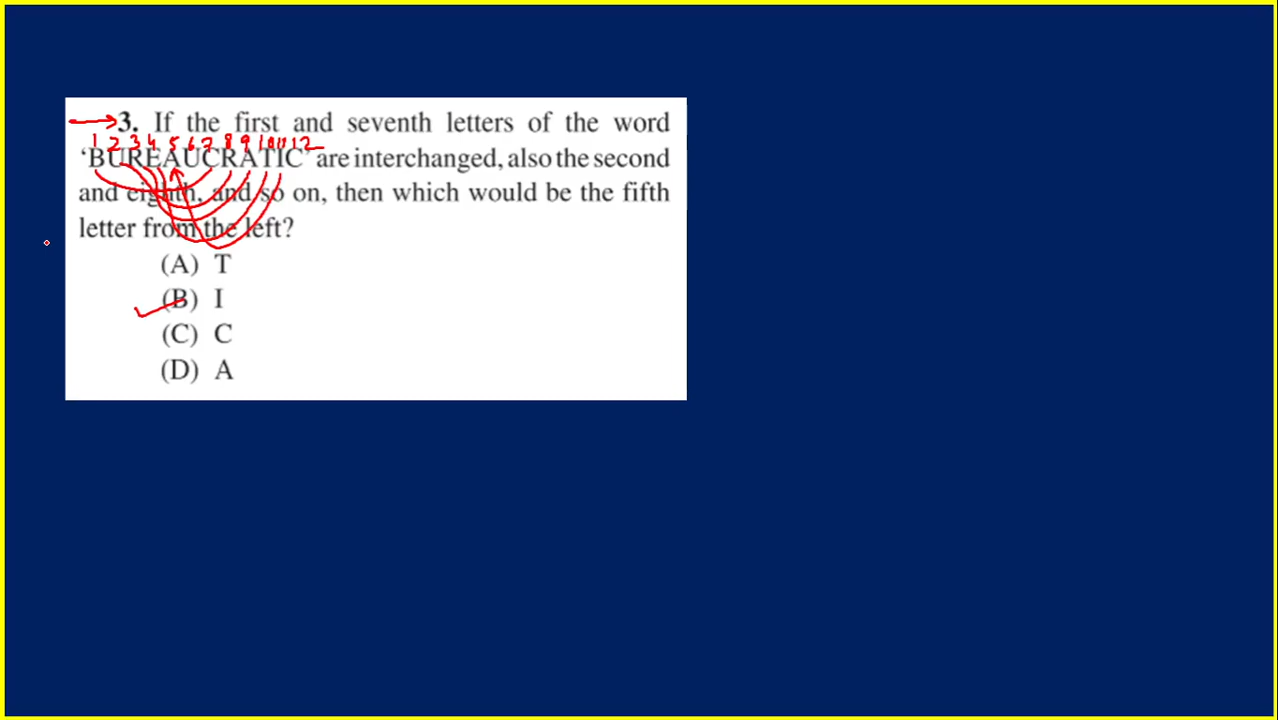 3. If the first and seventh letters of the word
1 2 3 4 5 6 7 8 9 10 11 12
'BUREAUCRATIC' are interchanged, also the second
and eighth, and so on, then which would be the fifth
letter from the left?
(A) T
(B) I
(C) C
(D) A